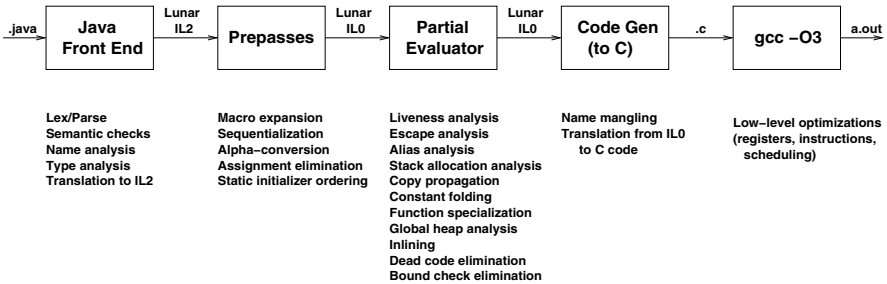 .java
Java
Front End
Lunar
IL2
Prepasses
Lunar
IL0
Partial
Evaluator
Lunar
IL0
Code Gen
(to C)
.c
gcc −O3
a.out
Lex/Parse
Semantic checks
Name analysis
Type analysis
Translation to IL2
Macro expansion
Sequentialization
Alpha−conversion
Assignment elimination
Static initializer ordering
Liveness analysis
Escape analysis
Alias analysis
Stack allocation analysis
Copy propagation
Constant folding
Function specialization
Global heap analysis
Inlining
Dead code elimination
Bound check elimination
Name mangling
Translation from IL0
to C code
Low−level optimizations
(registers, instructions,
scheduling)